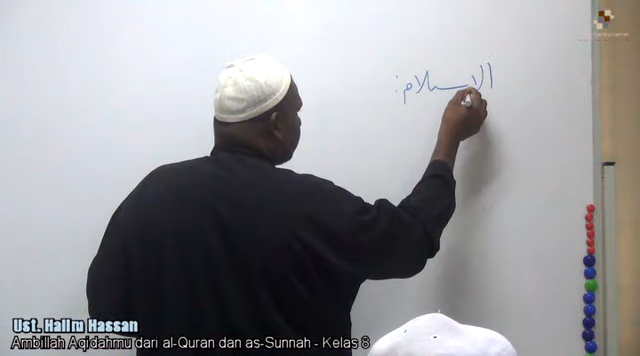 الإسلام :
Ust. Halim Hassan
Ambillah Aqidahmu dari al-Quran dan as-Sunnah - Kelas 8